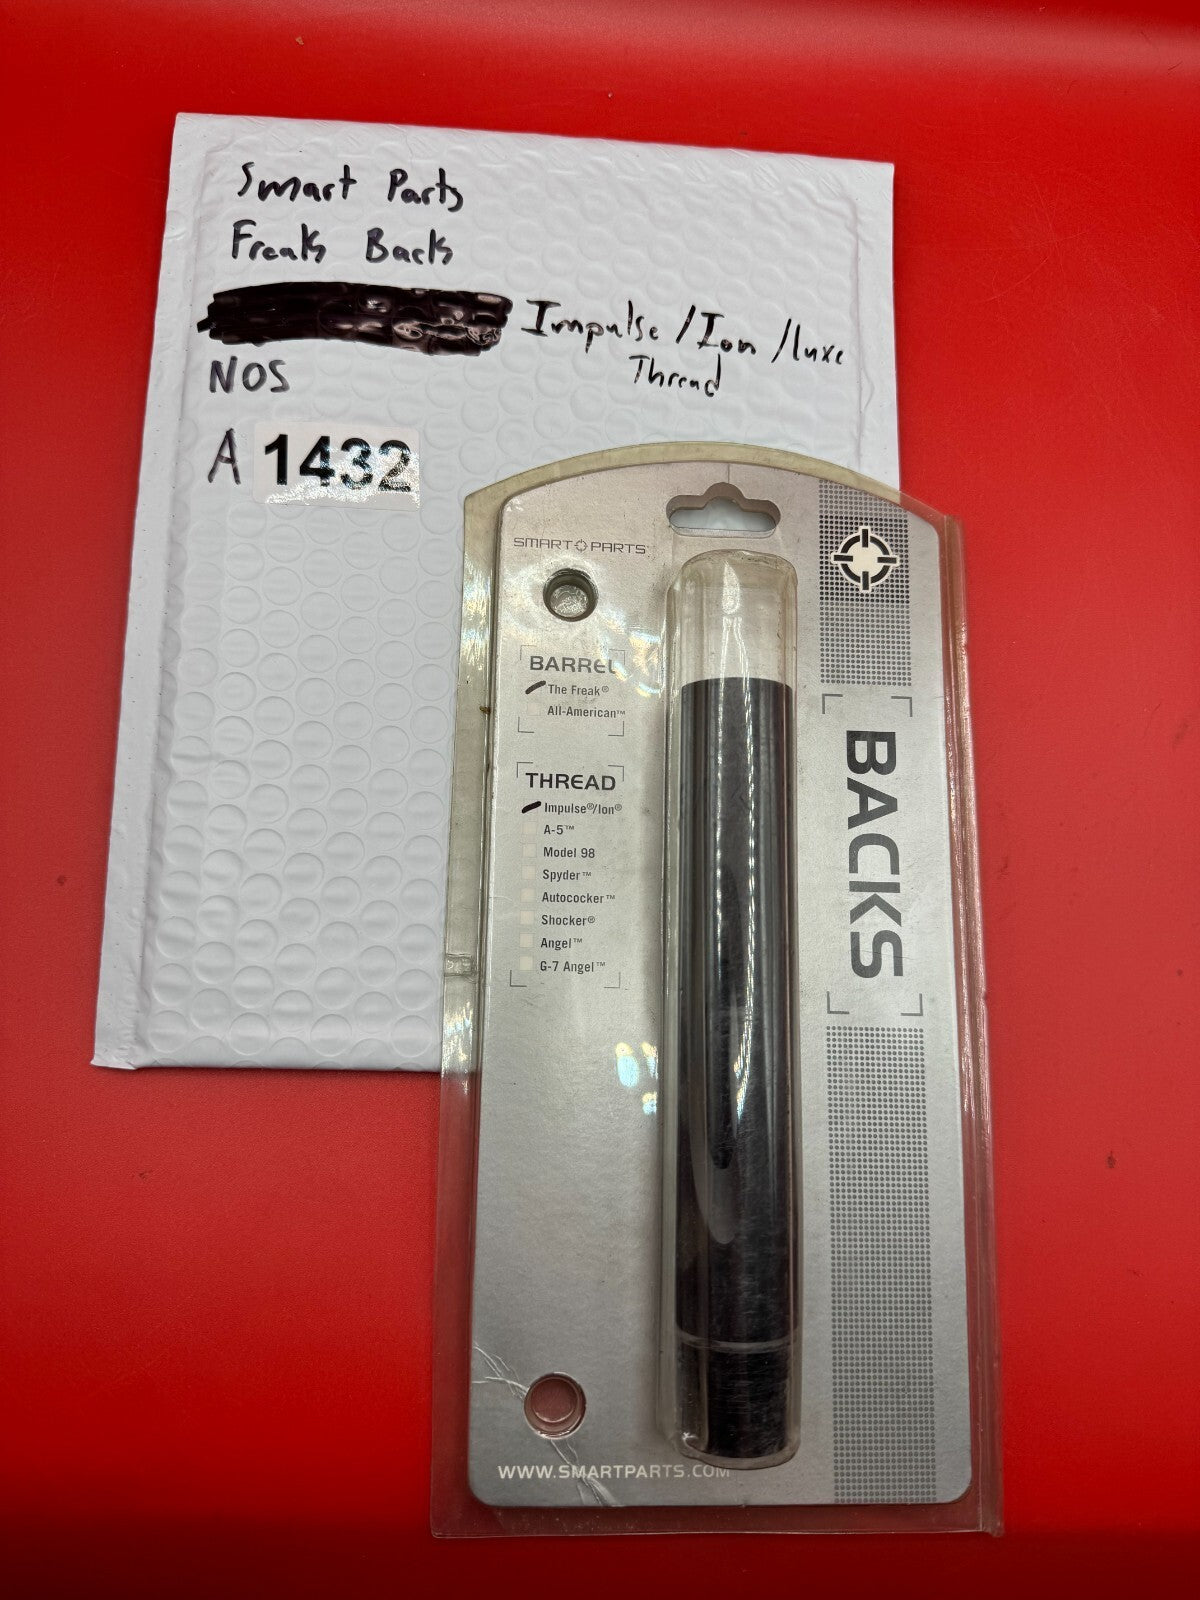 Smart Parts
Freak Back
Impulse / Ion / luxe
Thread
NOS
A 1432
SMART PARTS™
BARREL
The Freak®
All-American™
THREAD
Impulse®/Ion®
A-5™
Model 98
Spyder™
Autococker™
Shocker®
Angel™
G-7 Angel™
BACKS
WWW.SMARTPARTS.COM